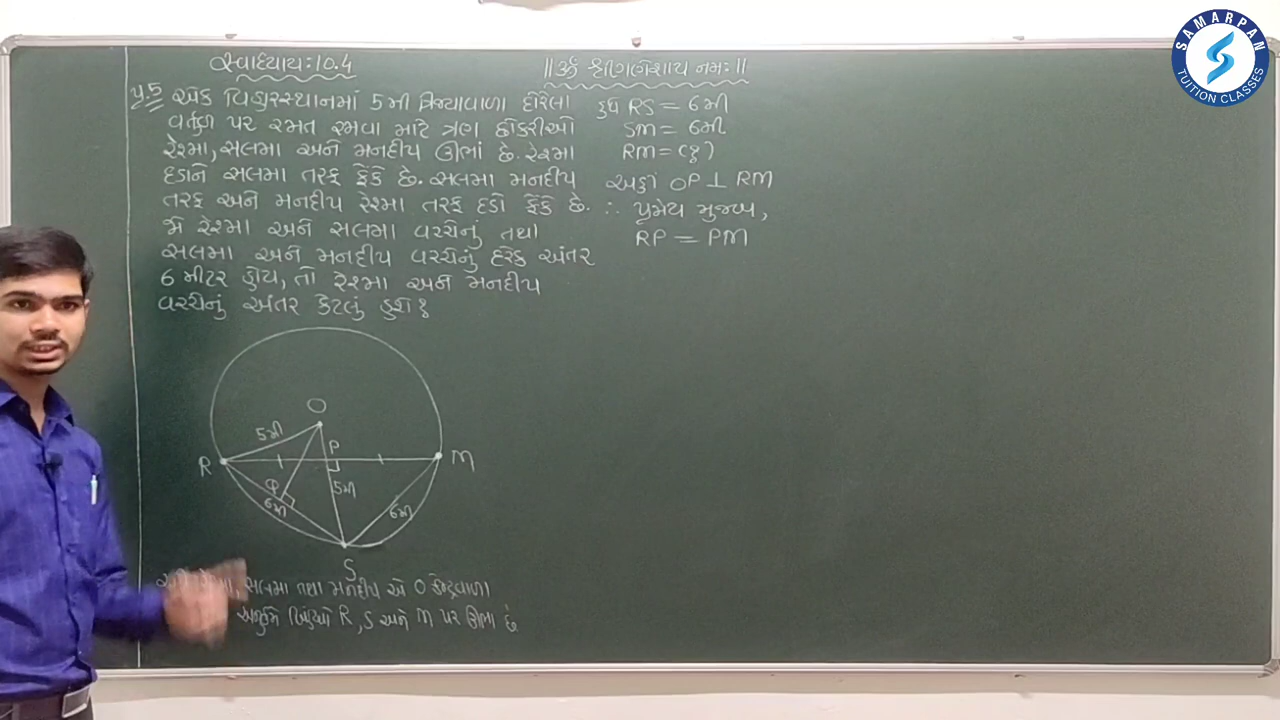 સ્વાધ્યાય:10.4
||ૐ શ્રી ગણેશાય નમઃ||
પ્ર.5 એક વિહારસ્થાનમાં 5 મી ત્રિજ્યાવાળા દોરેલા
વર્તુળ પર રમત રમવા માટે ત્રણ છોકરીઓ
રેશ્મા, સલમા અને મનદીપ ઊભાં છે. રેશ્મા
દડાને સલમા તરફ ફેંકે છે. સલમા મનદીપ
તરફ અને મનદીપ રેશ્મા તરફ દડો ફેંકે છે.
જો રેશ્મા અને સલમા વચ્ચેનું તથા
સલમા અને મનદીપ વચ્ચેનું દરેક અંતર
6 મીટર હોય, તો રેશ્મા અને મનદીપ
વચ્ચેનું અંતર કેટલું હશે?
RS = 6મી
SM = 6મી
RM = (?)
અહીં OP ⊥ RM
∴ પ્રમેય મુજબ,
RP = PM
O
5મી
P
R
M
Q
5મી
6મી
6મી
S
સલમા તથા મનદીપ એ O કેન્દ્રવાળા
R, S અને M પર ઊભા છે
SAMARPAN
TUITION CLASSES